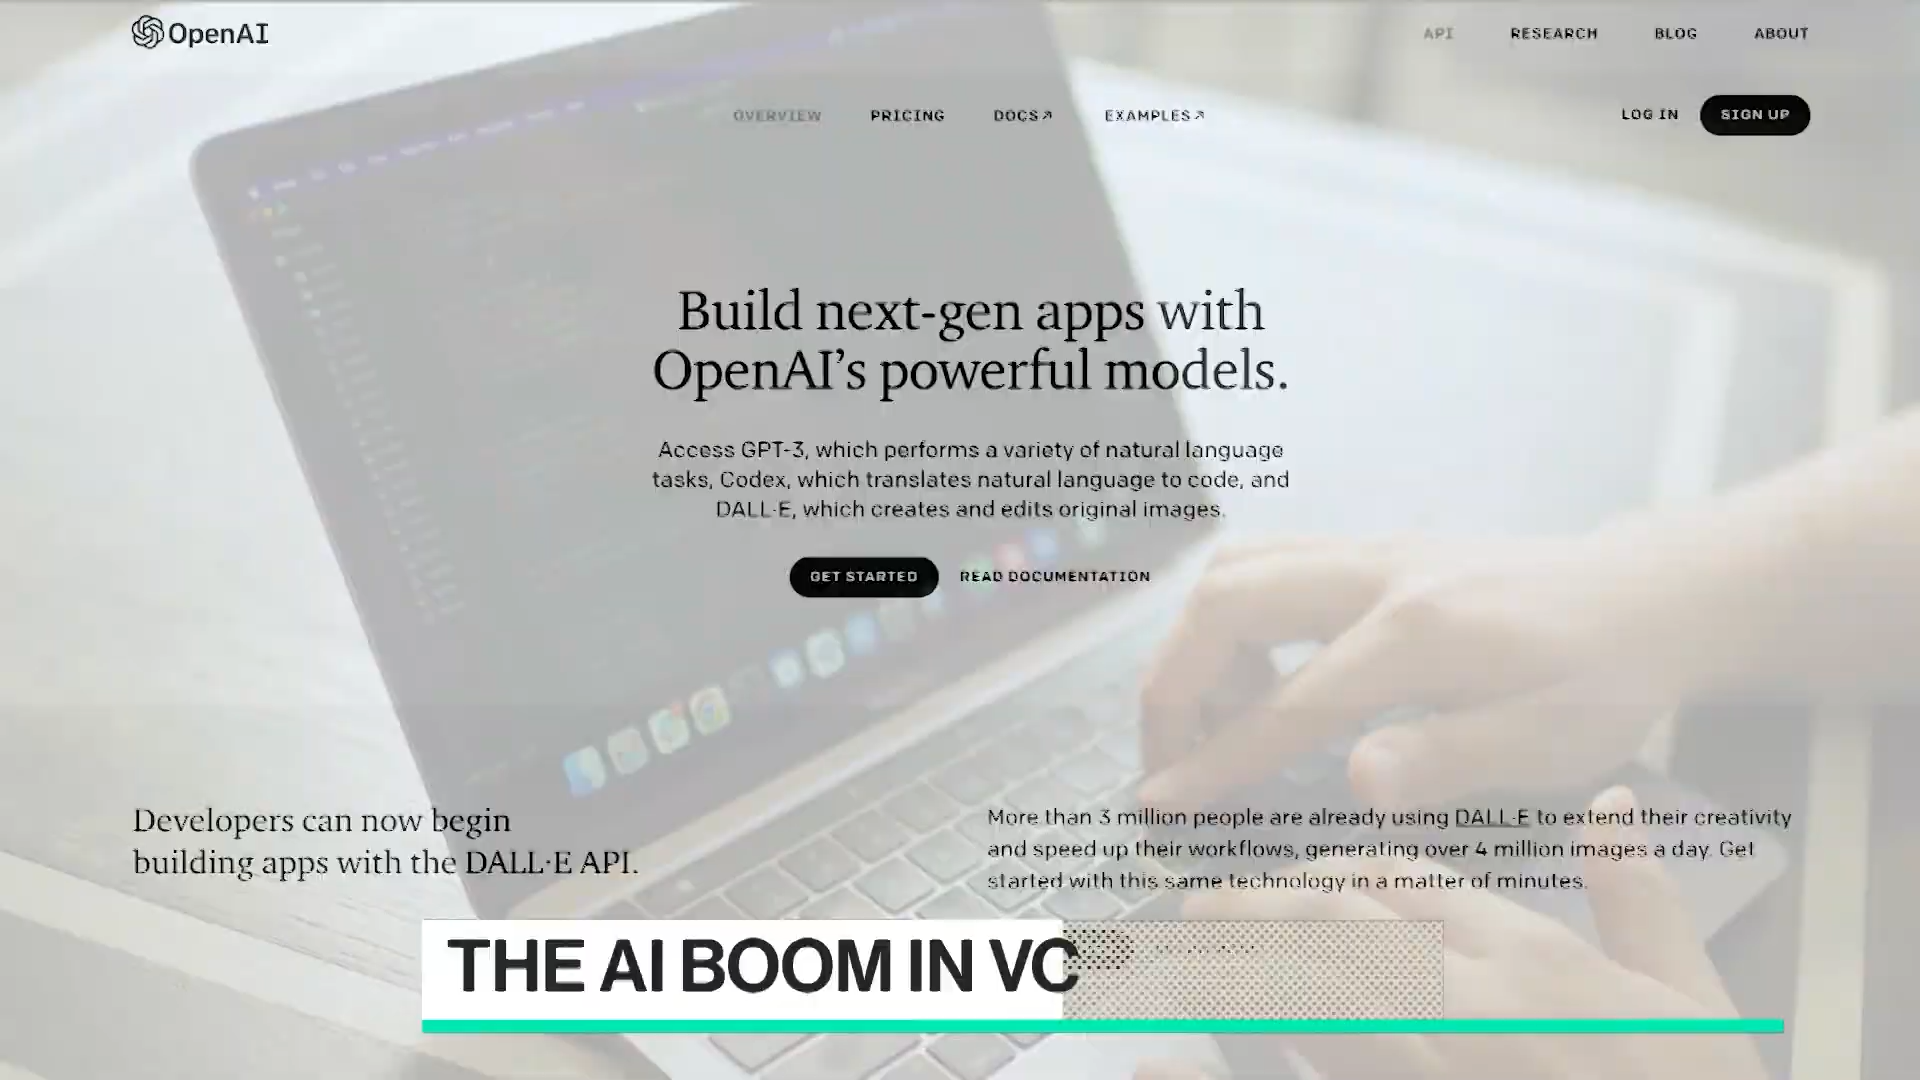 OpenAI
API RESEARCH BLOG ABOUT
OVERVIEW PRICING DOCS↗ EXAMPLES↗
LOG IN SIGN UP
Build next-gen apps with
OpenAI’s powerful models.
Access GPT-3, which performs a variety of natural language
tasks, Codex, which translates natural language to code, and
DALL·E, which creates and edits original images.
GET STARTED READ DOCUMENTATION
Developers can now begin
building apps with the DALL·E API.
More than 3 million people are already using DALL·E to extend their creativity
and speed up their workflows, generating over 4 million images a day. Get
started with this same technology in a matter of minutes.
THE AI BOOM IN VC